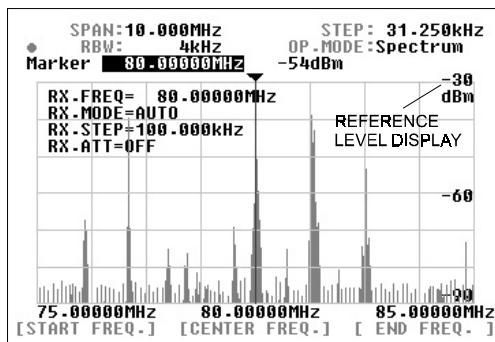 SPAN:10.000MHz STEP: 31.250kHz
RBW: 4kHz OP.MODE:Spectrum
Marker 80.00000MHz -54dBm
-30
dBm
RX.FREQ= 80.00000MHz
RX.MODE=AUTO
RX.STEP=100.000kHz
RX.ATT=OFF
REFERENCE
LEVEL DISPLAY
-60
-90
75.00000MHz 80.00000MHz 85.00000MHz
[START FREQ.] [CENTER FREQ.] [ END FREQ. ]